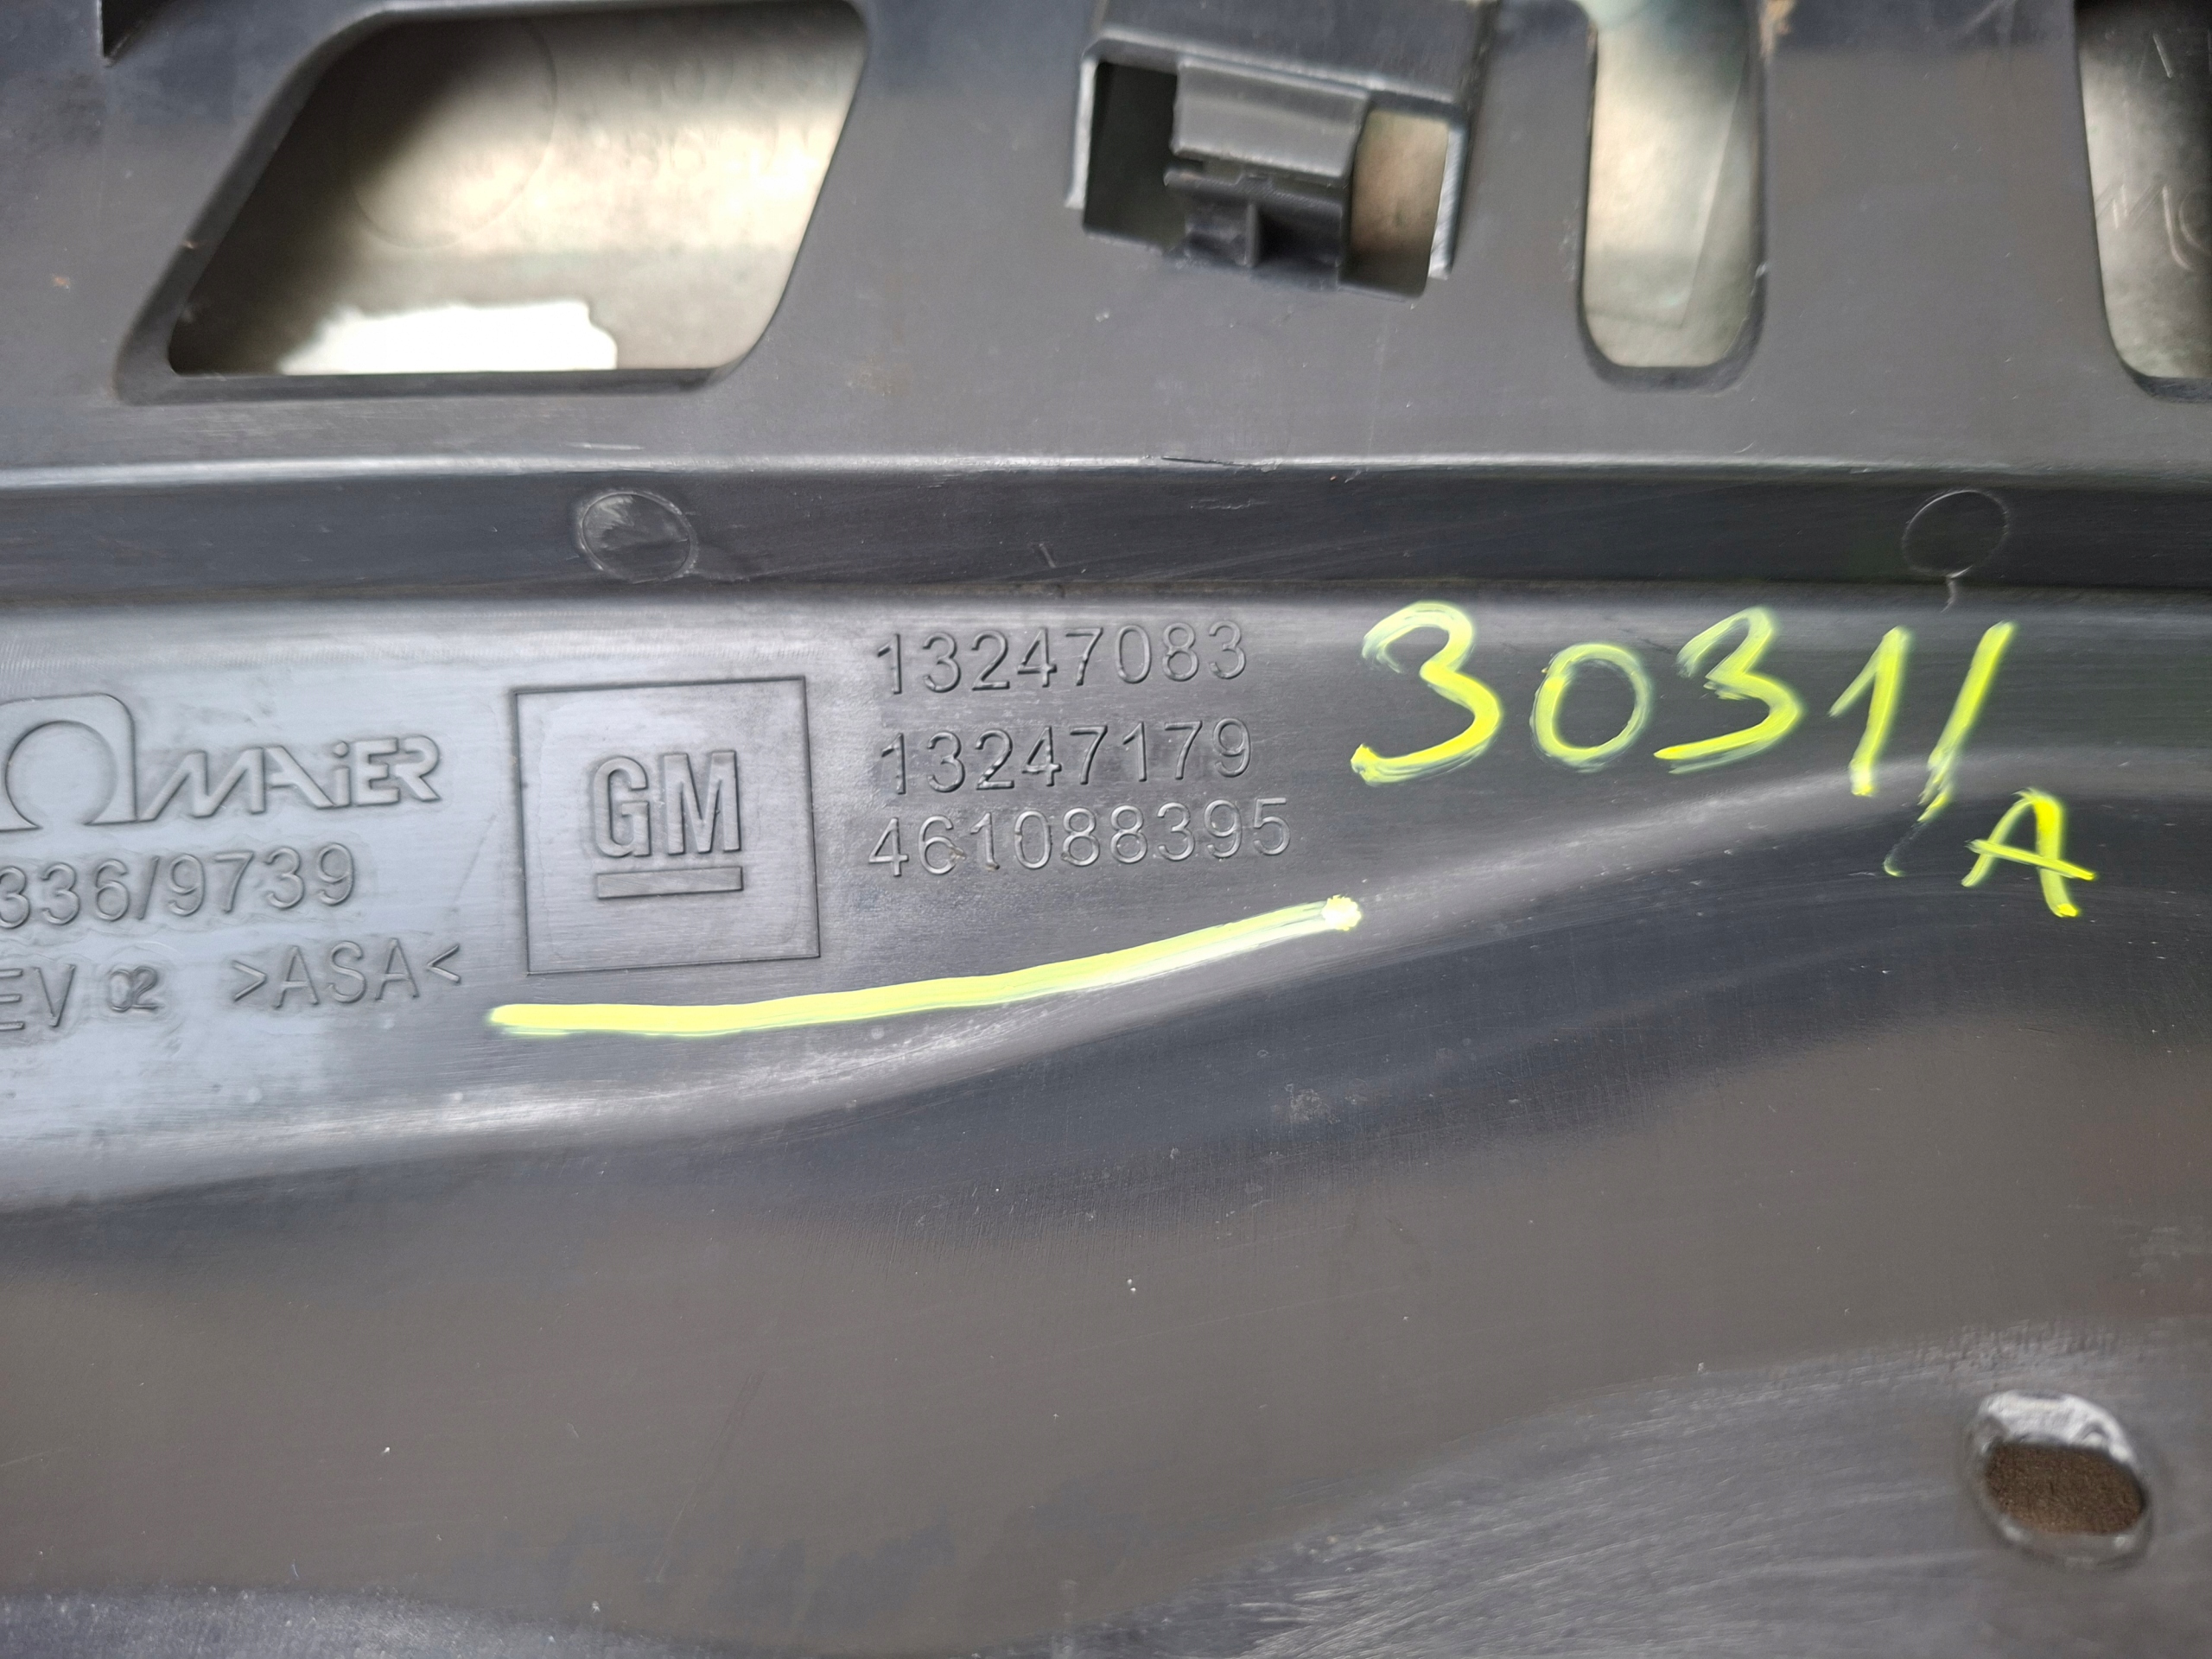 13247083
13247179
461088395
GM
MAiER
336/9739
EV 02 >ASA<
3031/A